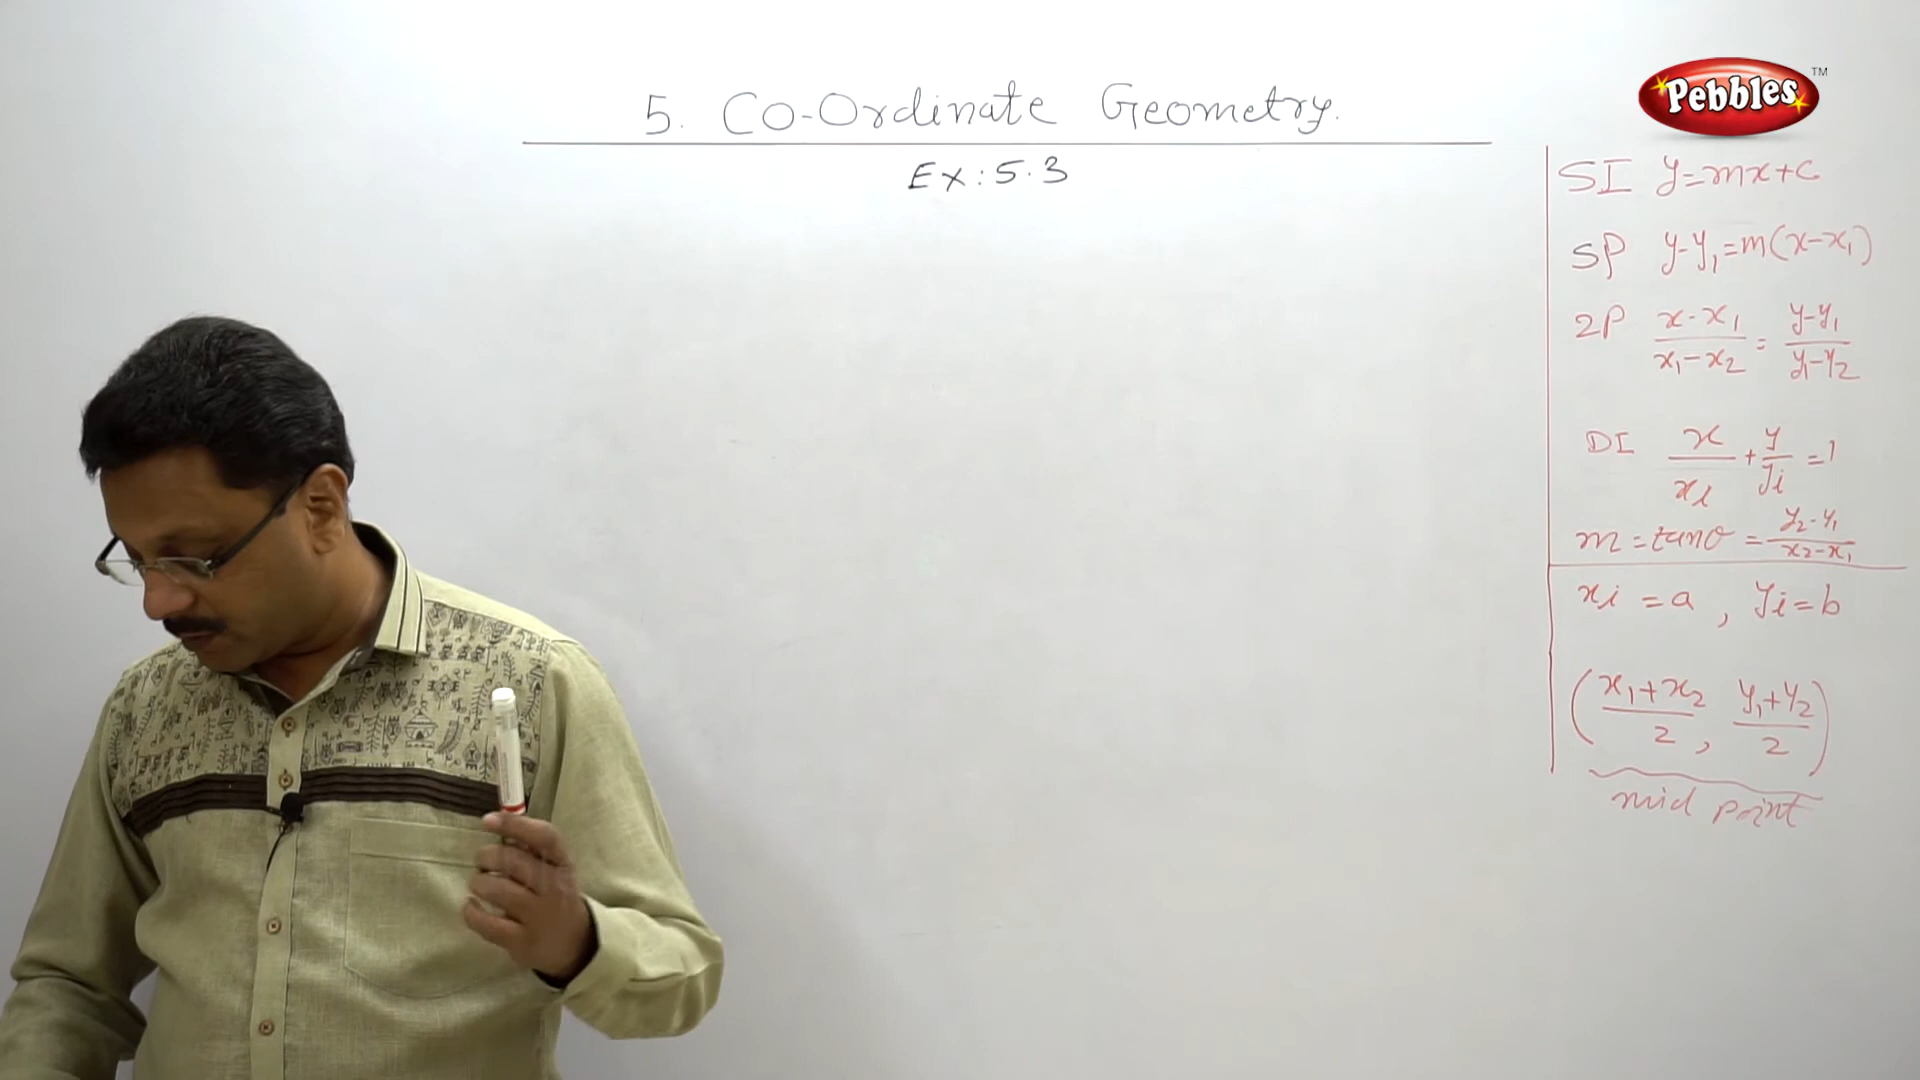 5. Co-Ordinate Geometry.
Ex: 5.3
Pebbles TM
SI y=mx+c
SP y-y₁=m(x-x₁)
2P (x-x₁)/(x₁-x₂) = (y-y₁)/(y₁-y₂)
DI x/xi + y/yi = 1
m = tanθ = (y₂-y₁)/(x₂-x₁)
xi = a, yi = b
((x₁+x₂)/2, (y₁+y₂)/2)
mid point